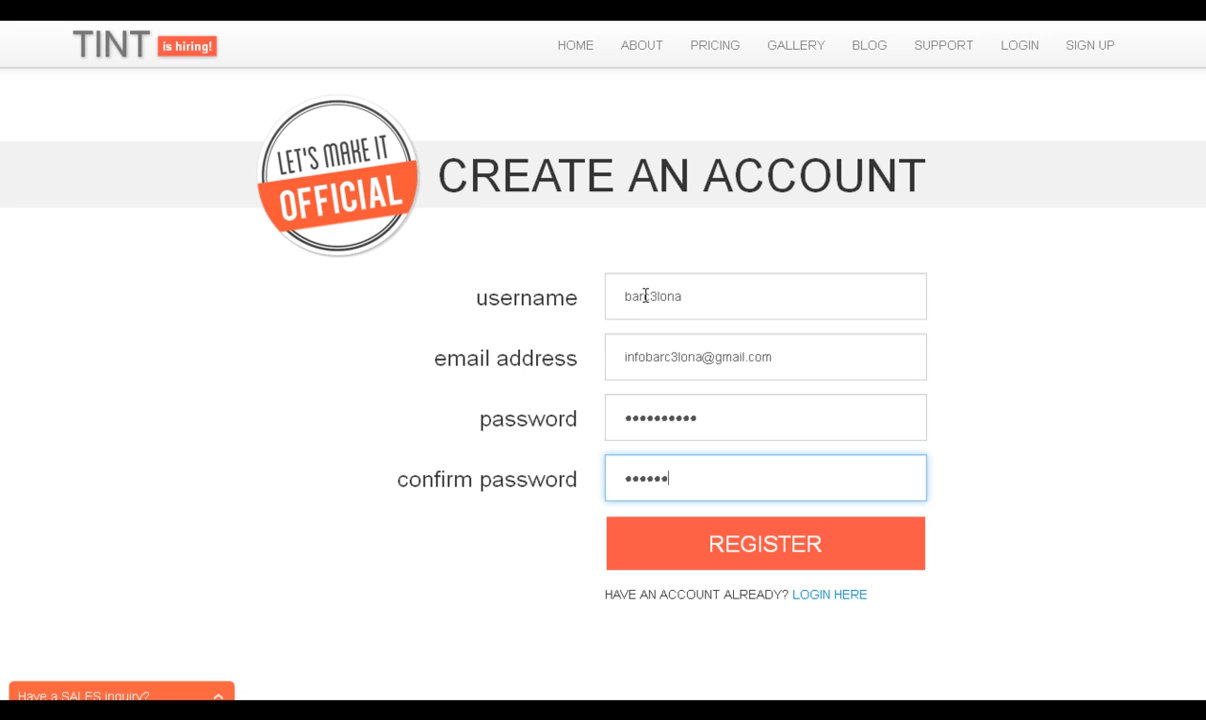 TINT is hiring!
HOME ABOUT PRICING GALLERY BLOG SUPPORT LOGIN SIGN UP
LET'S MAKE IT
OFFICIAL
CREATE AN ACCOUNT
username barc3lona
email address infobarc3lona@gmail.com
password ••••••••••
confirm password ••••••
REGISTER
HAVE AN ACCOUNT ALREADY? LOGIN HERE
Have a SALES inquiry?